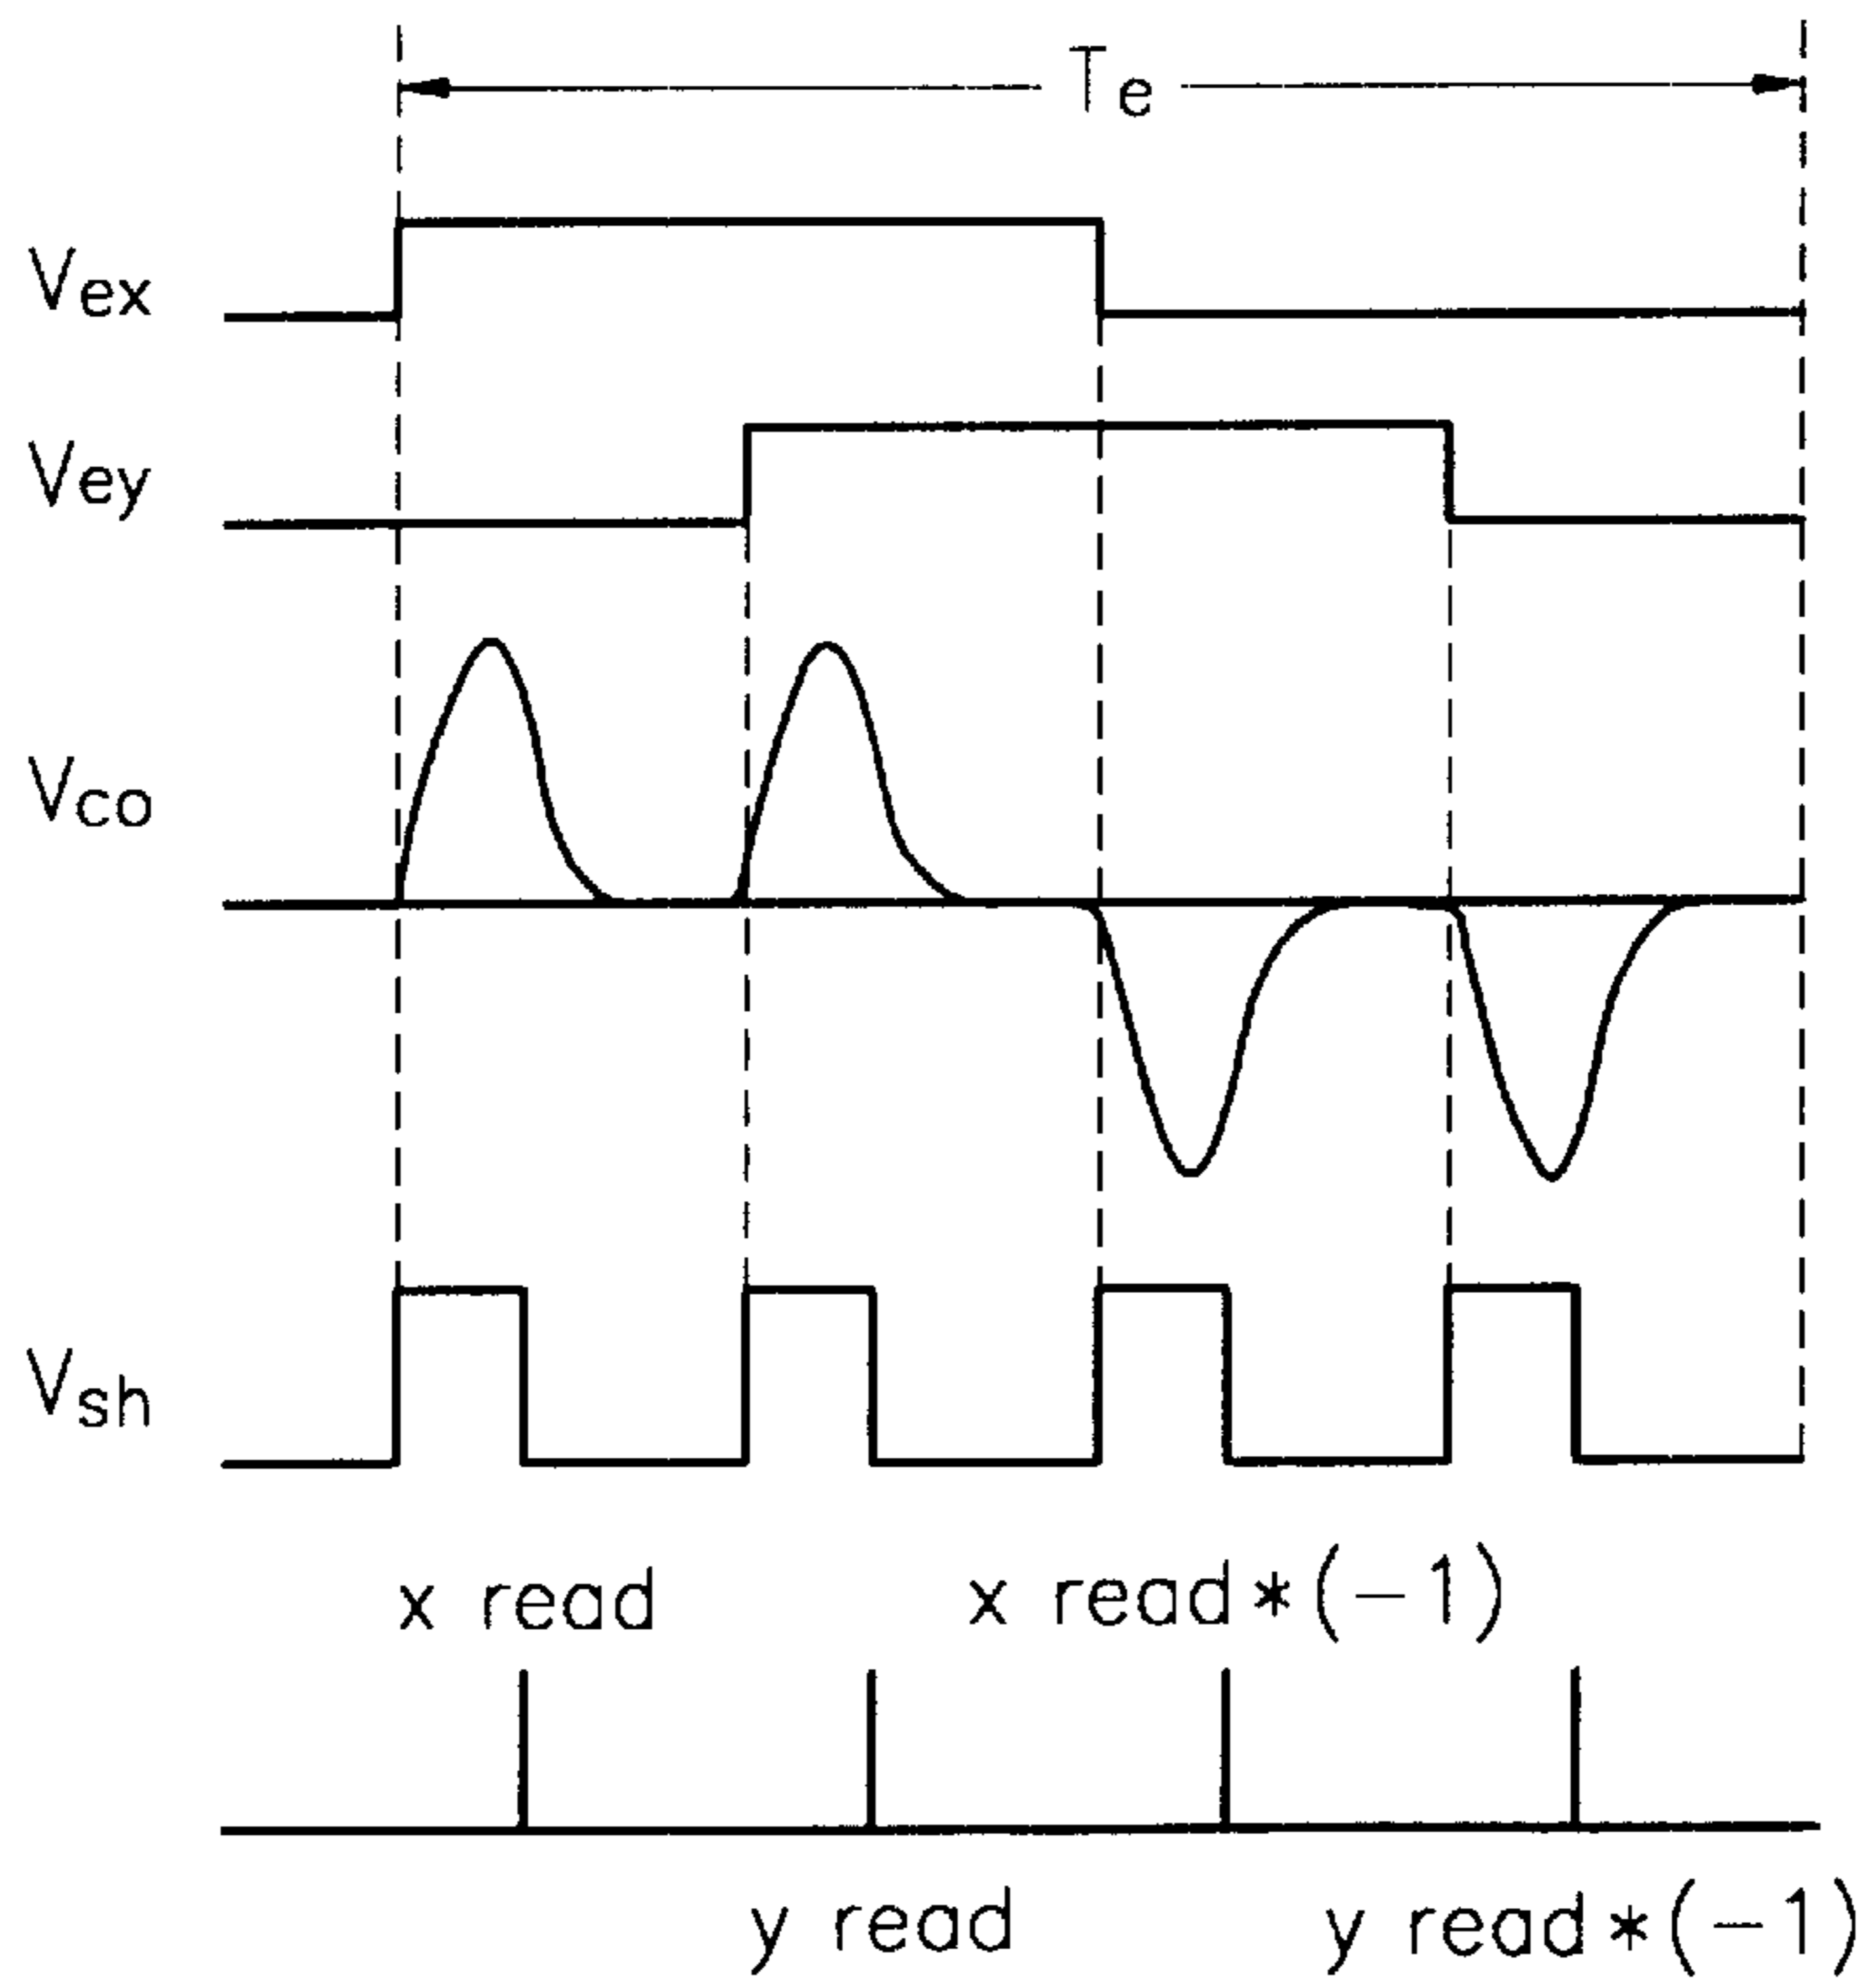 Te
Vex
Vey
Vco
Vsh
x read x read*(-1)
y read y read*(-1)